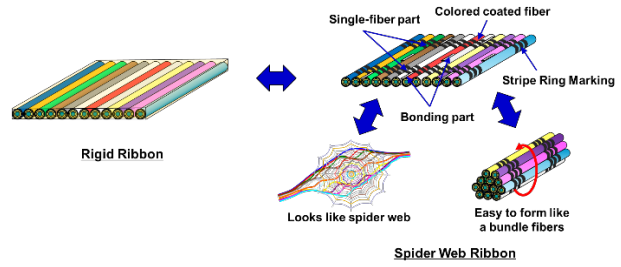 Single-fiber part
Colored coated fiber
Stripe Ring Marking
Bonding part
Rigid Ribbon
Looks like spider web
Easy to form like
a bundle fibers
Spider Web Ribbon